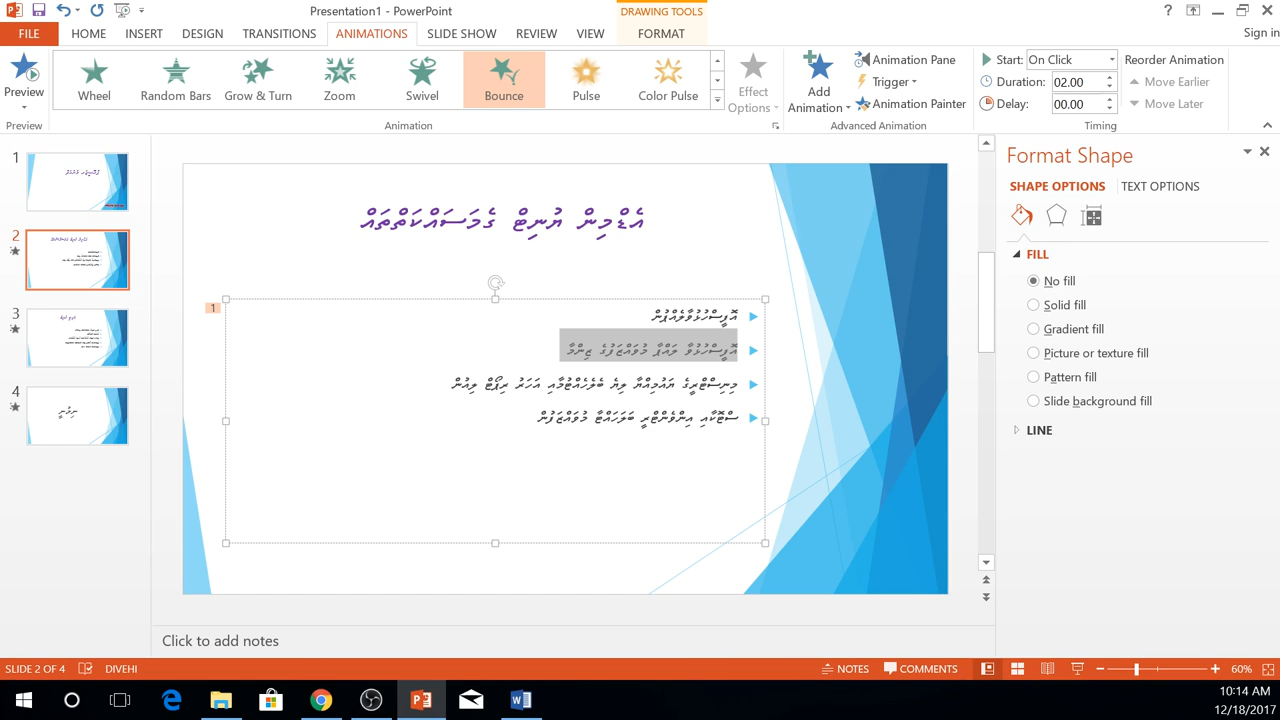 Presentation1 - PowerPoint
DRAWING TOOLS
Sign in
FILE
HOME
INSERT
DESIGN
TRANSITIONS
ANIMATIONS
SLIDE SHOW
REVIEW
VIEW
FORMAT
Preview
Wheel
Random Bars
Grow & Turn
Zoom
Swivel
Bounce
Pulse
Color Pulse
Effect Options
Add Animation
Animation Pane
Trigger
Animation Painter
Start: On Click
Duration: 02.00
Delay: 00.00
Reorder Animation
Move Earlier
Move Later
Preview
Animation
Advanced Animation
Timing
1
2
3
4
އެޑްމިން ޔުނިޓް ގެމަސައްކަތްތައް
1
އޮފީސްހުޅުވާލެއްޕުން
އޮފީސްހުޅުވާ ލައްޕާ މުވައްޒަފުގެ ޒިންމާ
މިނިސްޓްރީގެ ޔައުމިއްޔާ ލިޔެ ބެލެހެއްޓުމާއި އަހަރު ރިޕޯޓް ލިއުން
ސްޓޮކާއި އިންވެންޓްރީ ބަލަހައްޓާ މުވައްޒަފުން
Click to add notes
Format Shape
SHAPE OPTIONS
TEXT OPTIONS
FILL
No fill
Solid fill
Gradient fill
Picture or texture fill
Pattern fill
Slide background fill
LINE
SLIDE 2 OF 4
DIVEHI
NOTES
COMMENTS
60%
10:14 AM
12/18/2017